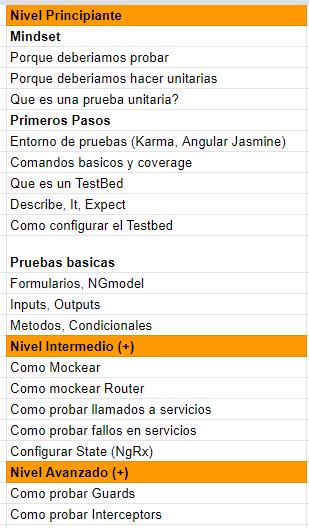 Nivel Principiante
Mindset
Porque deberiamos probar
Porque deberiamos hacer unitarias
Que es una prueba unitaria?
Primeros Pasos
Entorno de pruebas (Karma, Angular Jasmine)
Comandos basicos y coverage
Que es un TestBed
Describe, It, Expect
Como configurar el Testbed
Pruebas basicas
Formularios, NGmodel
Inputs, Outputs
Metodos, Condicionales
Nivel Intermedio (+)
Como Mockear
Como mockear Router
Como probar llamados a servicios
Como probar fallos en servicios
Configurar State (NgRx)
Nivel Avanzado (+)
Como probar Guards
Como probar Interceptors